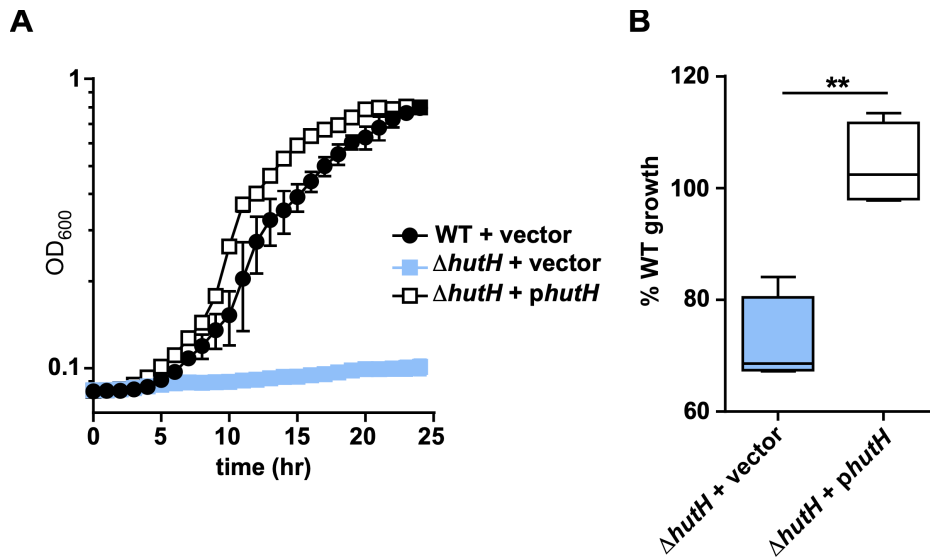 A
OD600
1
0.1
0
5
10
15
20
25
time (hr)
WT + vector
ΔhutH + vector
ΔhutH + phutH
B
% WT growth
120
100
80
60
**
ΔhutH + vector
ΔhutH + phutH